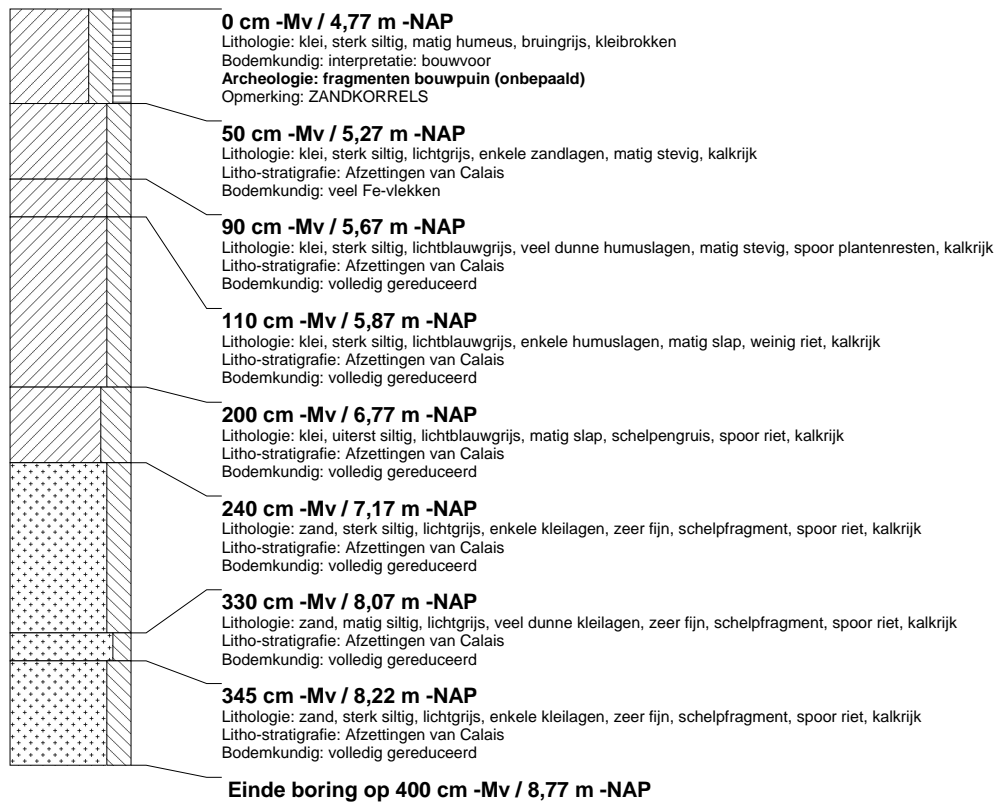 0 cm -Mv / 4,77 m -NAP
Lithologie: klei, sterk siltig, matig humeus, bruingrijs, kleibrokken
Bodemkundig: interpretatie: bouwvoor
Archeologie: fragmenten bouwpuin (onbepaald)
Opmerking: ZANDKORRELS
50 cm -Mv / 5,27 m -NAP
Lithologie: klei, sterk siltig, lichtgrijs, enkele zandlagen, matig stevig, kalkrijk
Litho-stratigrafie: Afzettingen van Calais
Bodemkundig: veel Fe-vlekken
90 cm -Mv / 5,67 m -NAP
Lithologie: klei, sterk siltig, lichtblauwgrijs, veel dunne humuslagen, matig stevig, spoor plantenresten, kalkrijk
Litho-stratigrafie: Afzettingen van Calais
Bodemkundig: volledig gereduceerd
110 cm -Mv / 5,87 m -NAP
Lithologie: klei, sterk siltig, lichtblauwgrijs, enkele humuslagen, matig slap, weinig riet, kalkrijk
Litho-stratigrafie: Afzettingen van Calais
Bodemkundig: volledig gereduceerd
200 cm -Mv / 6,77 m -NAP
Lithologie: klei, uiterst siltig, lichtblauwgrijs, matig slap, schelpengruis, spoor riet, kalkrijk
Litho-stratigrafie: Afzettingen van Calais
Bodemkundig: volledig gereduceerd
240 cm -Mv / 7,17 m -NAP
Lithologie: zand, sterk siltig, lichtgrijs, enkele kleilagen, zeer fijn, schelpfragment, spoor riet, kalkrijk
Litho-stratigrafie: Afzettingen van Calais
Bodemkundig: volledig gereduceerd
330 cm -Mv / 8,07 m -NAP
Lithologie: zand, matig siltig, lichtgrijs, veel dunne kleilagen, zeer fijn, schelpfragment, spoor riet, kalkrijk
Litho-stratigrafie: Afzettingen van Calais
Bodemkundig: volledig gereduceerd
345 cm -Mv / 8,22 m -NAP
Lithologie: zand, sterk siltig, lichtgrijs, enkele kleilagen, zeer fijn, schelpfragment, spoor riet, kalkrijk
Litho-stratigrafie: Afzettingen van Calais
Bodemkundig: volledig gereduceerd
Einde boring op 400 cm -Mv / 8,77 m -NAP